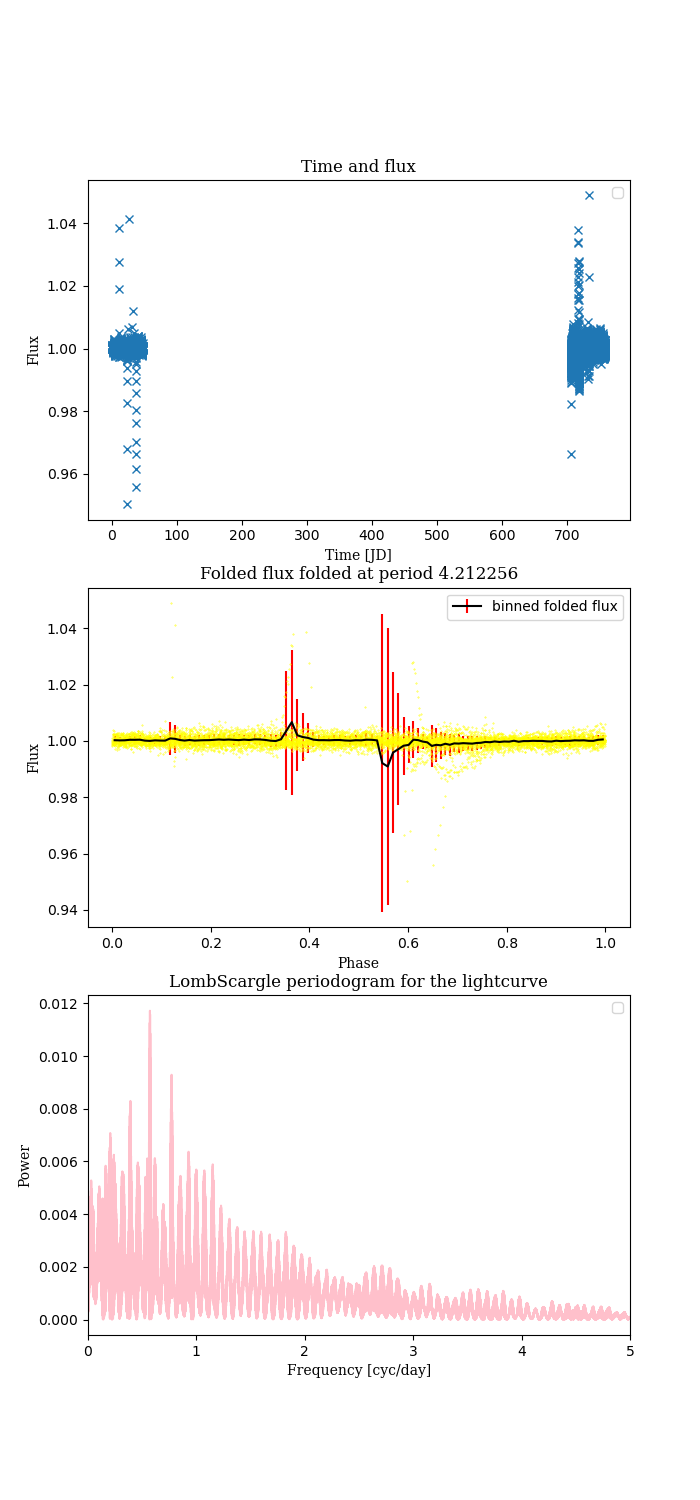 Time and flux
1.04
1.02
1.00
0.98
0.96
Flux
0 100 200 300 400 500 600 700
Time [JD]
Folded flux folded at period 4.212256
binned folded flux
1.04
1.02
1.00
0.98
0.96
0.94
Flux
0.0 0.2 0.4 0.6 0.8 1.0
Phase
LombScargle periodogram for the lightcurve
0.012
0.010
0.008
0.006
0.004
0.002
0.000
Power
0 1 2 3 4 5
Frequency [cyc/day]